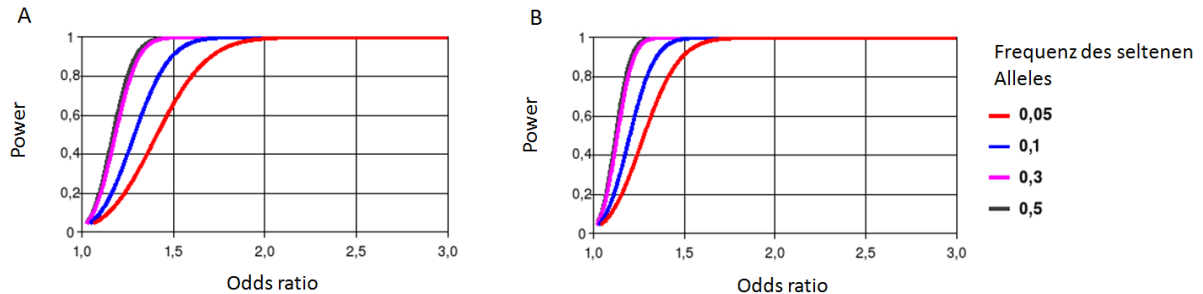 A
Power
1
0,8
0,6
0,4
0,2
0
1,0 1,5 2,0 2,5 3,0
Odds ratio
B
Power
1
0,8
0,6
0,4
0,2
0
1,0 1,5 2,0 2,5 3,0
Odds ratio
Frequenz des seltenen
Alleles
0,05
0,1
0,3
0,5